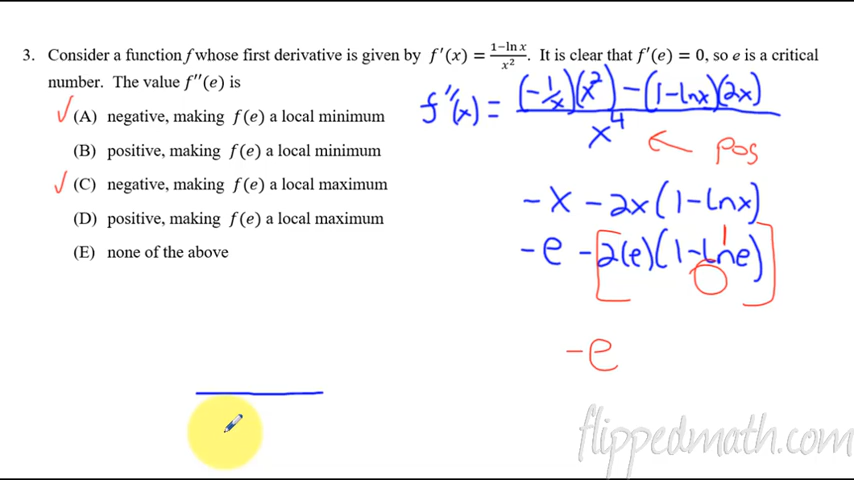 3. Consider a function f whose first derivative is given by f′(x) = (1−ln x)/x². It is clear that f′(e) = 0, so e is a critical
number. The value f″(e) is
✓(A) negative, making f(e) a local minimum
(B) positive, making f(e) a local minimum
✓(C) negative, making f(e) a local maximum
(D) positive, making f(e) a local maximum
(E) none of the above
f″(x) = ((−1/x)(x²) − (1−lnx)(2x))/x⁴ ← pos
−x −2x(1−lnx)
−e −[2(e)(1−lne)] 1 0
−e
flippedmath.com